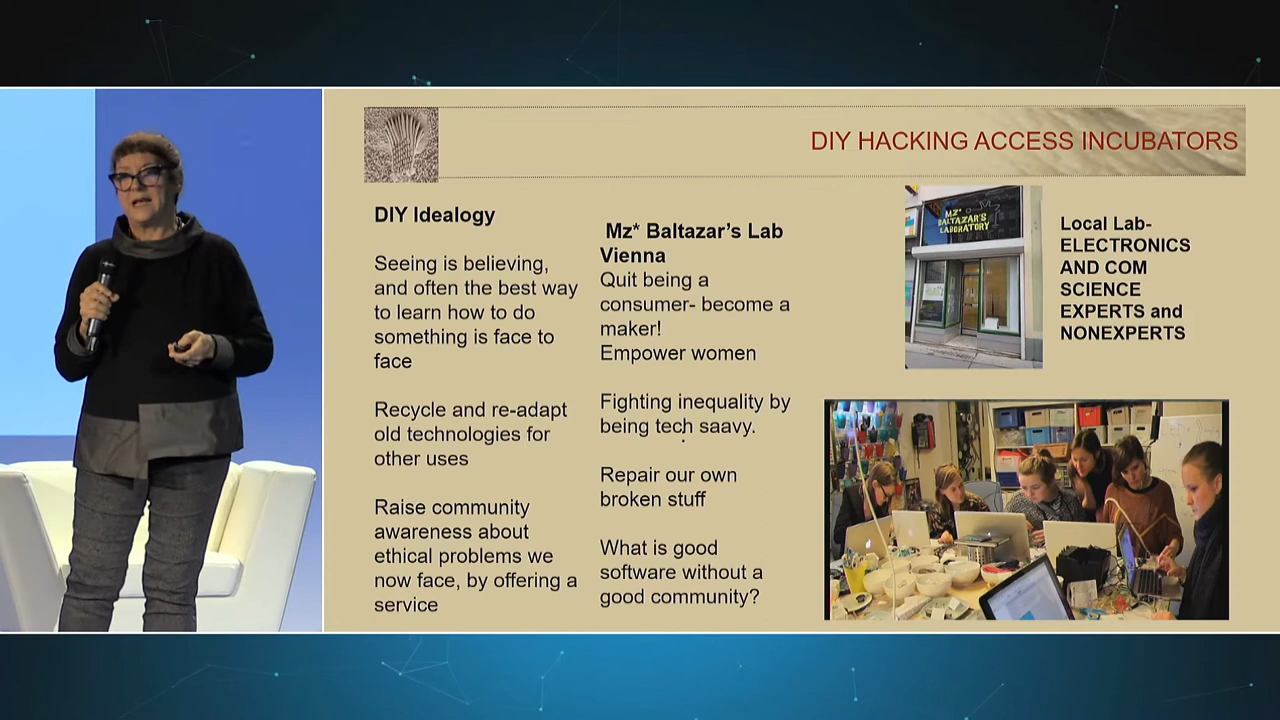 DIY HACKING ACCESS INCUBATORS
DIY Idealogy
Seeing is believing,
and often the best way
to learn how to do
something is face to
face
Recycle and re-adapt
old technologies for
other uses
Raise community
awareness about
ethical problems we
now face, by offering a
service
Mz* Baltazar’s Lab
Vienna
Quit being a
consumer- become a
maker!
Empower women
Fighting inequality by
being tech saavy.
Repair our own
broken stuff
What is good
software without a
good community?
MZ*
BALTAZAR'S
LABORATORY
Local Lab-
ELECTRONICS
AND COM
SCIENCE
EXPERTS and
NONEXPERTS